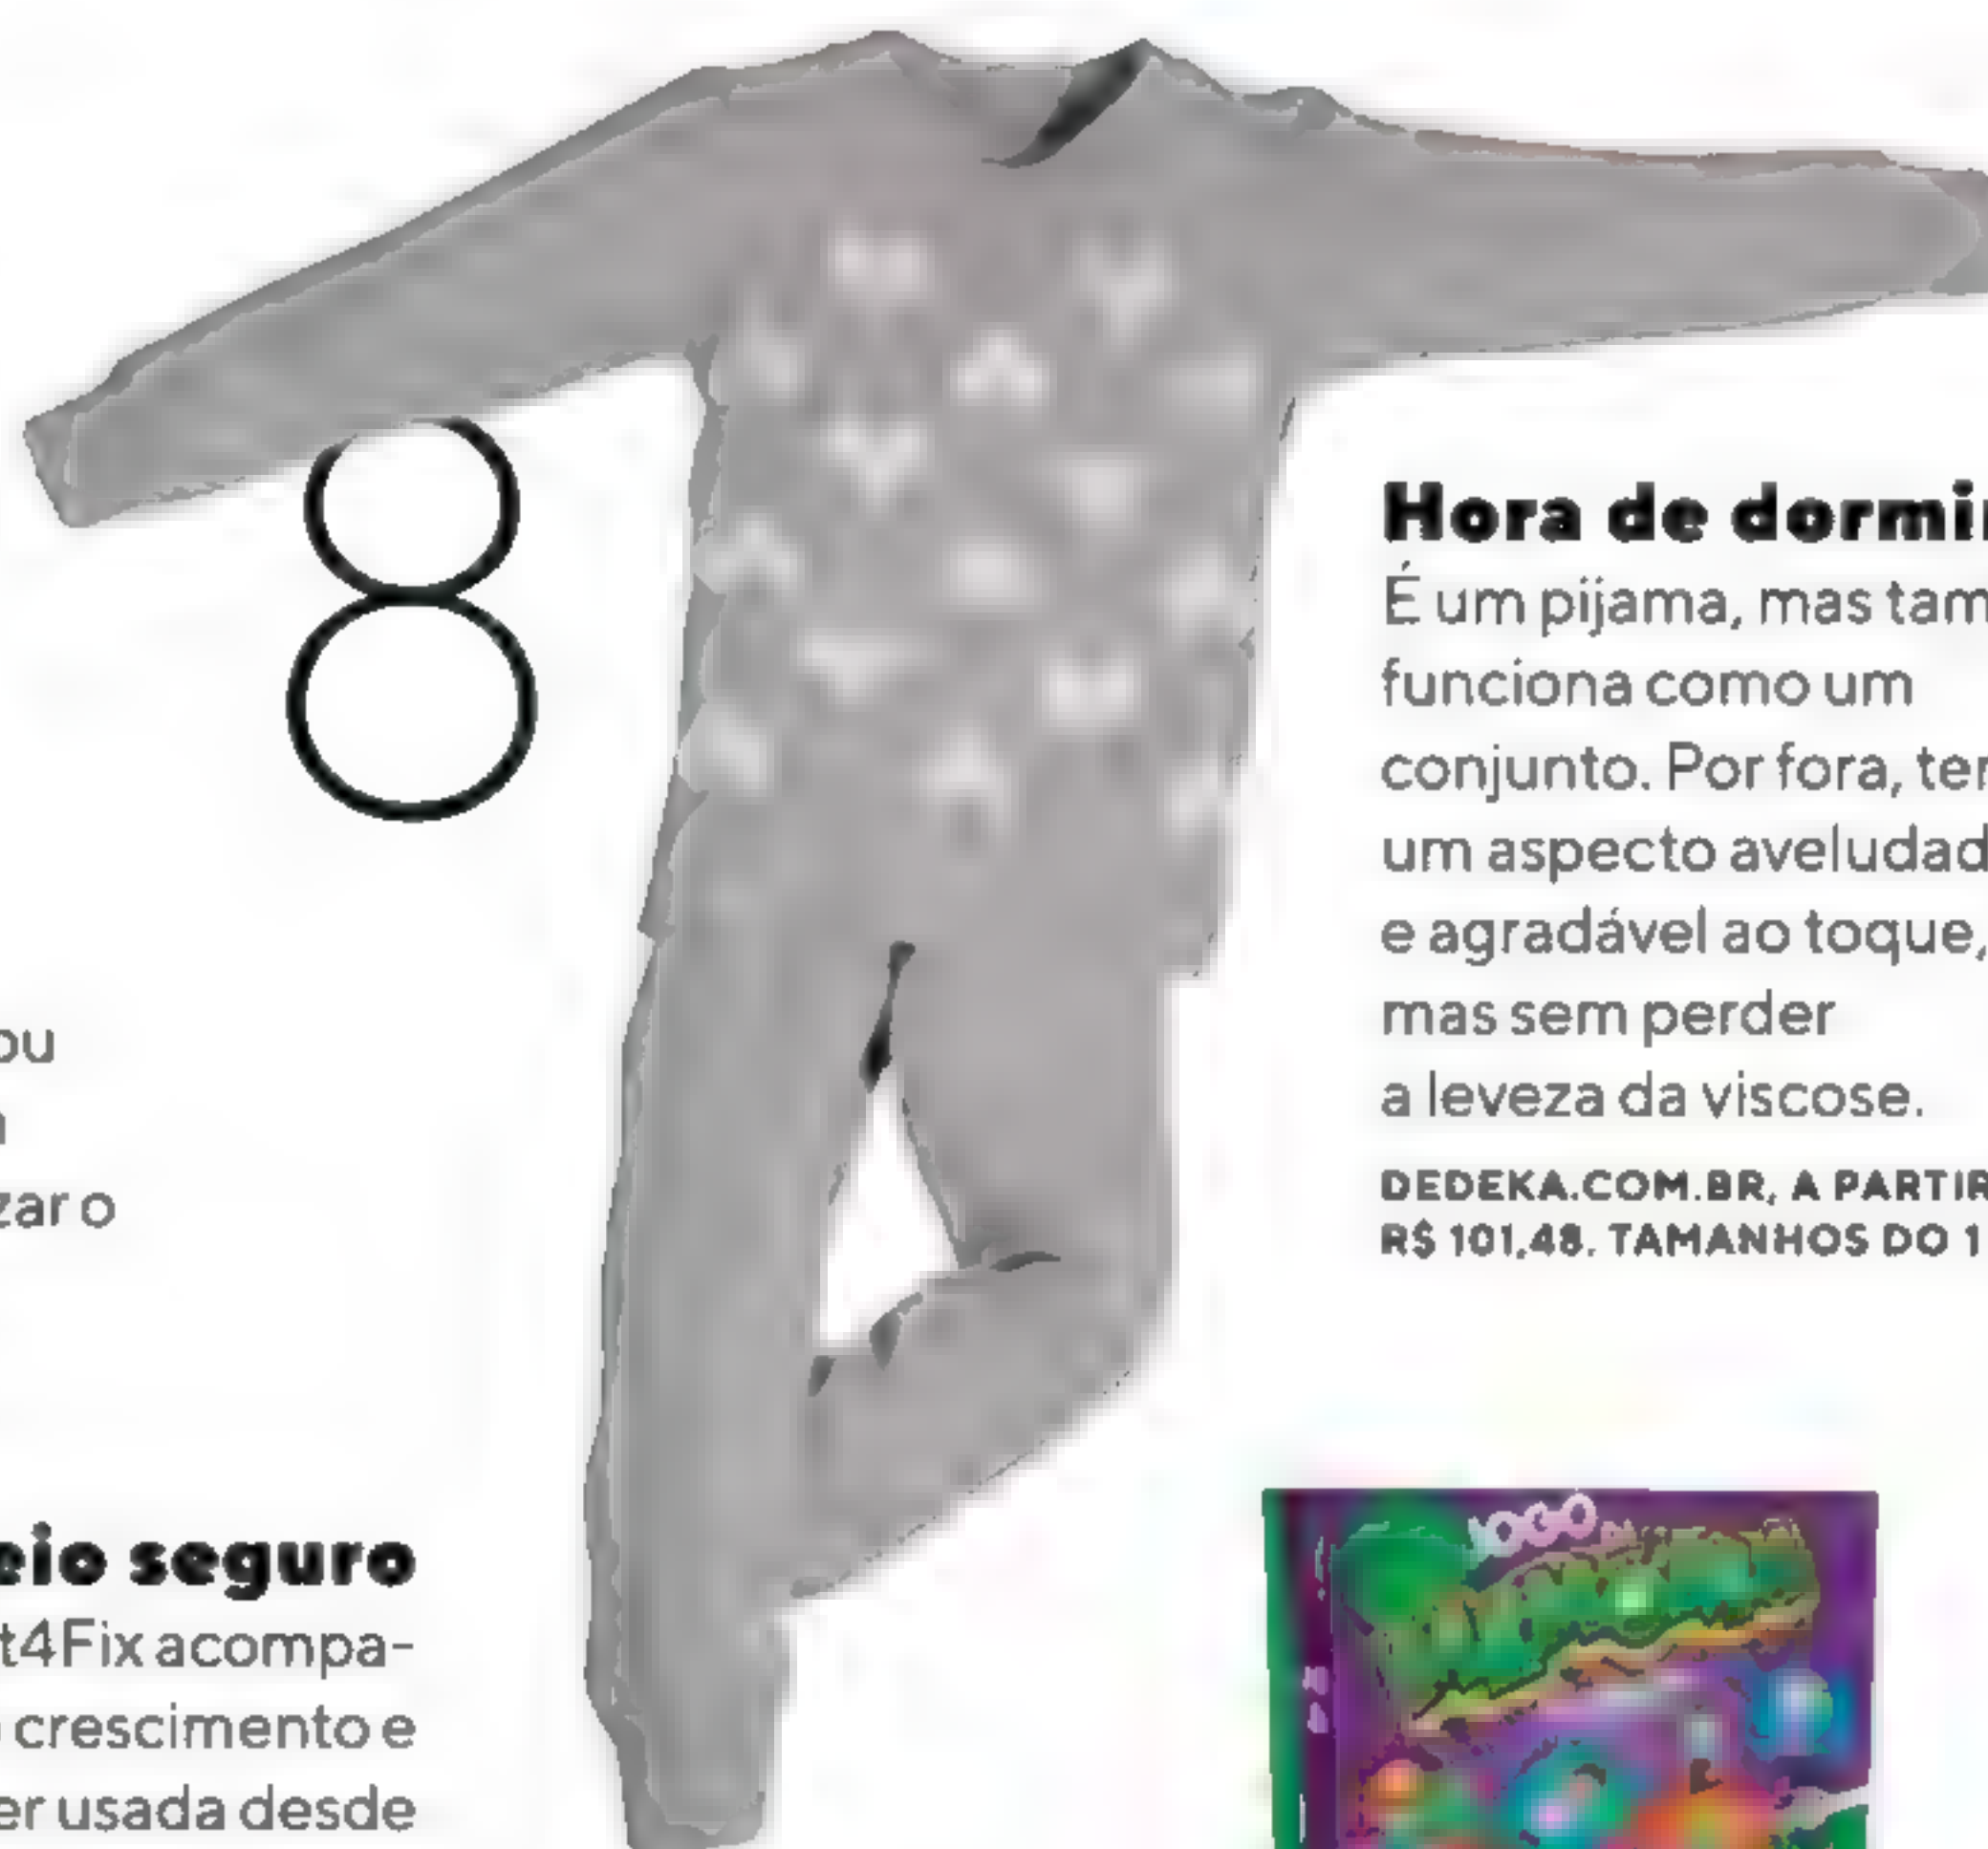 8
Hora de dormir
É um pijama, mas tam
funciona como um
conjunto. Por fora, ter
um aspecto aveludad
e agradável ao toque,
mas sem perder
a leveza da viscose.
DEDEKA.COM.BR, A PARTIR
R$ 101,48. TAMANHOS DO 1
ou
zar o
eio seguro
t4Fix acompa-
crescimento e
er usada desde
JOGO